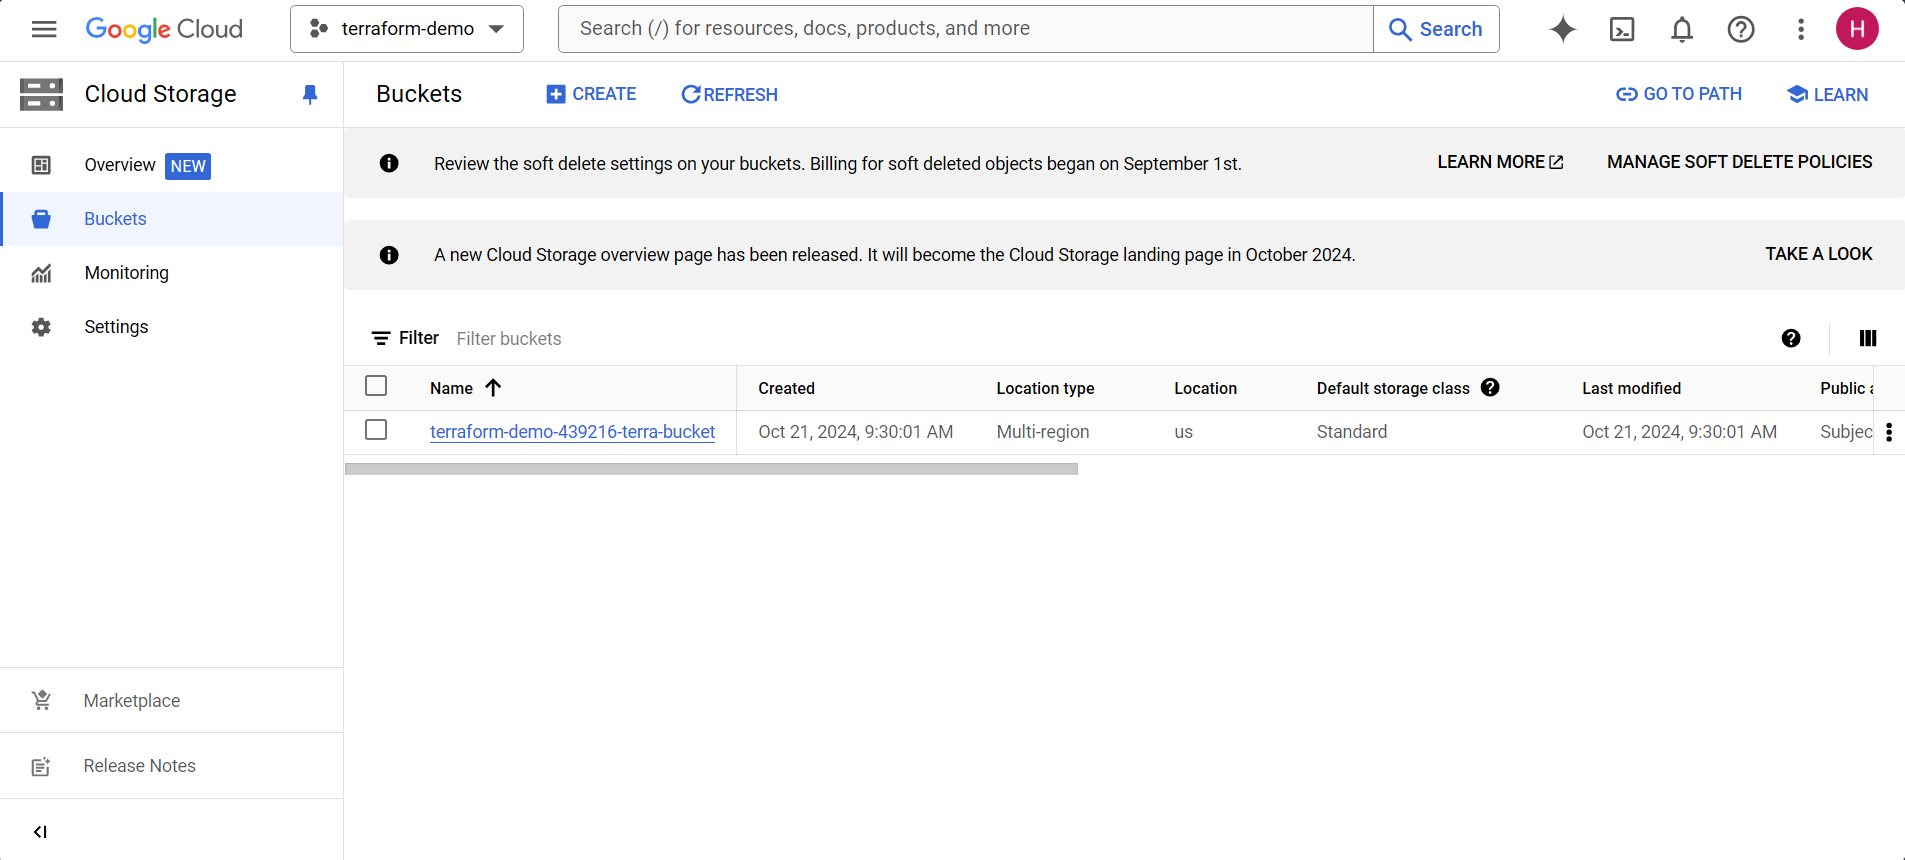 Google Cloud
terraform-demo
Search (/) for resources, docs, products, and more
Search
H
Cloud Storage
Buckets
CREATE
REFRESH
GO TO PATH
LEARN
Overview NEW
Buckets
Monitoring
Settings
Marketplace
Release Notes
Review the soft delete settings on your buckets. Billing for soft deleted objects began on September 1st.
LEARN MORE
MANAGE SOFT DELETE POLICIES
A new Cloud Storage overview page has been released. It will become the Cloud Storage landing page in October 2024.
TAKE A LOOK
Filter Filter buckets
Name Created Location type Location Default storage class Last modified Public a
terraform-demo-439216-terra-bucket Oct 21, 2024, 9:30:01 AM Multi-region us Standard Oct 21, 2024, 9:30:01 AM Subjec